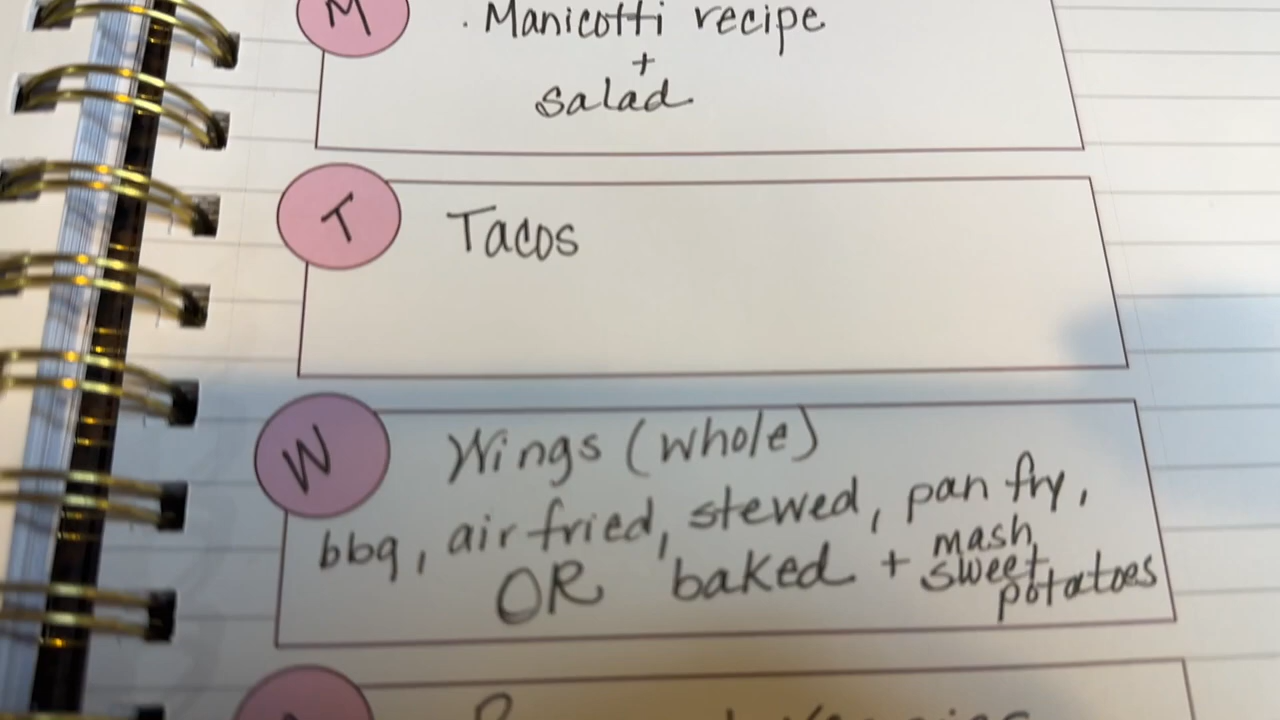 M
· Manicotti recipe
+
salad
T
Tacos
W
Wings (whole)
bbq, air fried, stewed, pan fry,
OR baked + mash
sweet
potatoes